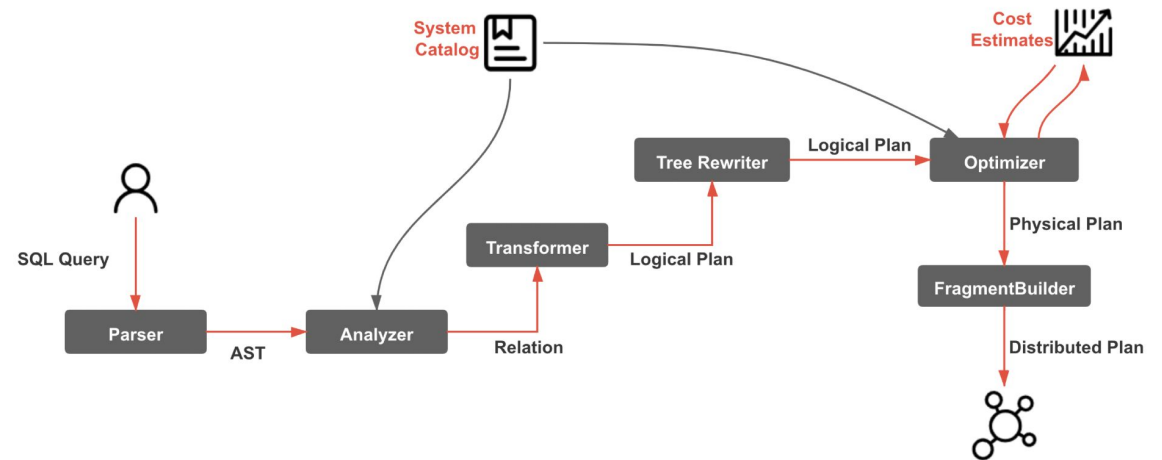 System
Catalog
Cost
Estimates
Logical Plan
Tree Rewriter
Optimizer
Physical Plan
Transformer
Logical Plan
SQL Query
FragmentBuilder
Parser
Analyzer
AST
Relation
Distributed Plan